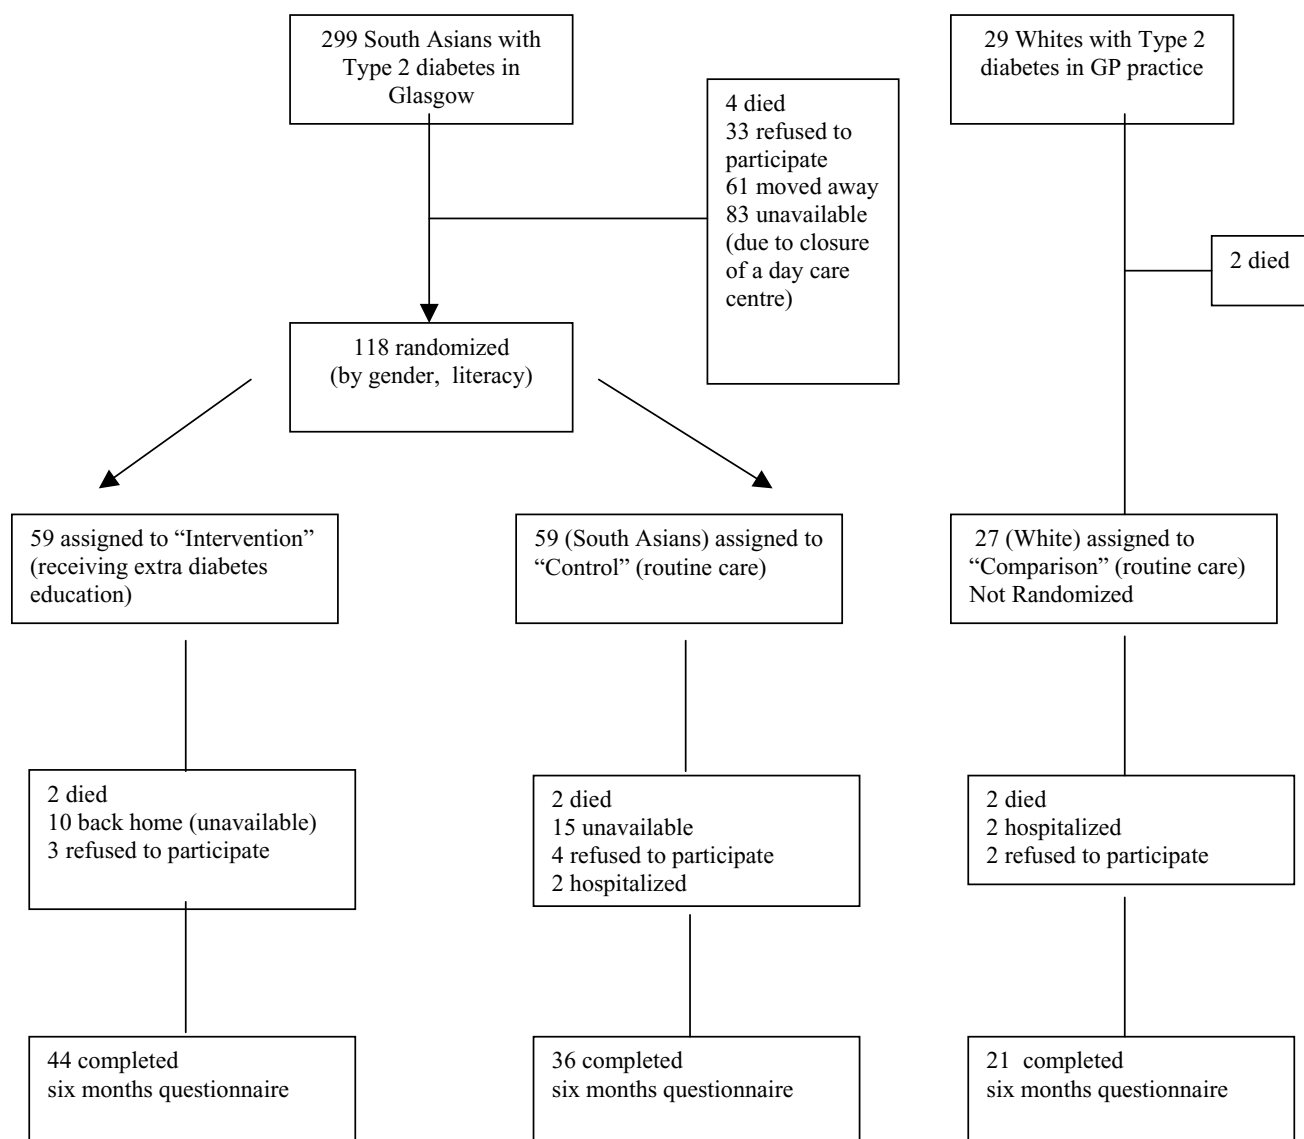 299 South Asians with
Type 2 diabetes in
Glasgow
29 Whites with Type 2
diabetes in GP practice
4 died
33 refused to
participate
61 moved away
83 unavailable
(due to closure
of a day care
centre)
2 died
118 randomized
(by gender,  literacy)
59 assigned to “Intervention”
(receiving extra diabetes
education)
59 (South Asians) assigned to
“Control” (routine care)
27 (White) assigned to
“Comparison” (routine care)
Not Randomized
2 died
10 back home (unavailable)
3 refused to participate
2 died
15 unavailable
4 refused to participate
2 hospitalized
2 died
2 hospitalized
2 refused to participate
44 completed
six months questionnaire
36 completed
six months questionnaire
21  completed
six months questionnaire